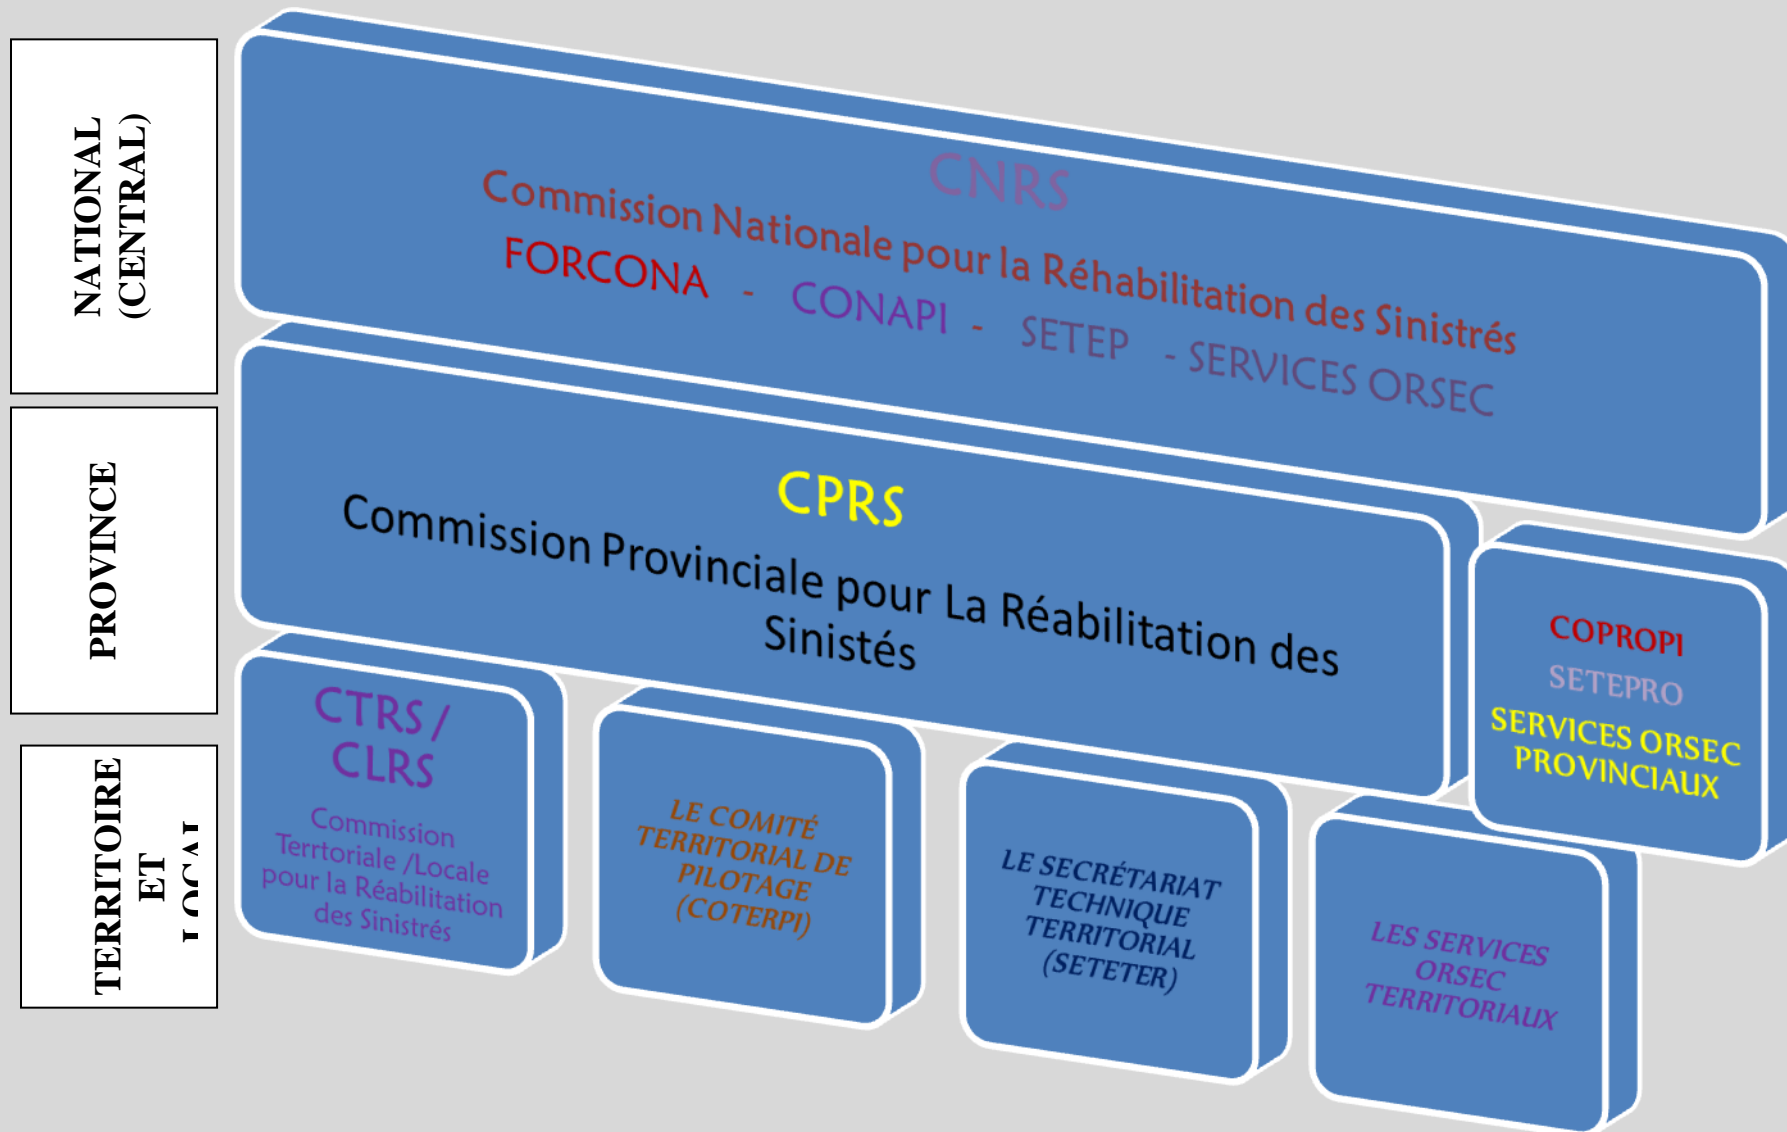 NATIONAL
(CENTRAL)
CNRS
Commission Nationale pour la Réhabilitation des Sinistrés
FORCONA - CONAPI - SETEP - SERVICES ORSEC
PROVINCE
CPRS
Commission Provinciale pour La Réabilitation des
Sinistés
COPROPI
SETEPRO
SERVICES ORSEC
PROVINCIAUX
TERRITOIRE
ET
CTRS /
CLRS
Commission
Terrtoriale /Locale
pour la Réabilitation
des Sinistrés
LE COMITÉ
TERRITORIAL DE
PILOTAGE
(COTERPI)
LE SECRÉTARIAT
TECHNIQUE
TERRITORIAL
(SETETER)
LES SERVICES
ORSEC
TERRITORIAUX